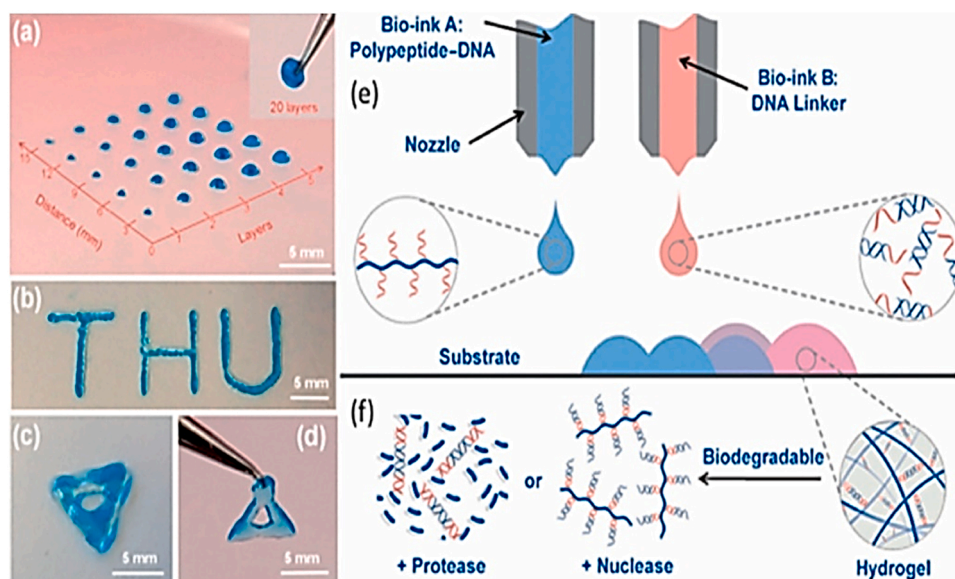 (a)
20 layers
15
12
9
6
3
0
1
2
3
4
5
Distance (mm)
Layers
5 mm
(b)
THU
5 mm
(c)
5 mm
(d)
5 mm
Bio-ink A:
Polypeptide–DNA
Bio-ink B:
DNA Linker
(e)
Nozzle
Substrate
(f)
or
Biodegradable
+ Protease
+ Nuclease
Hydrogel